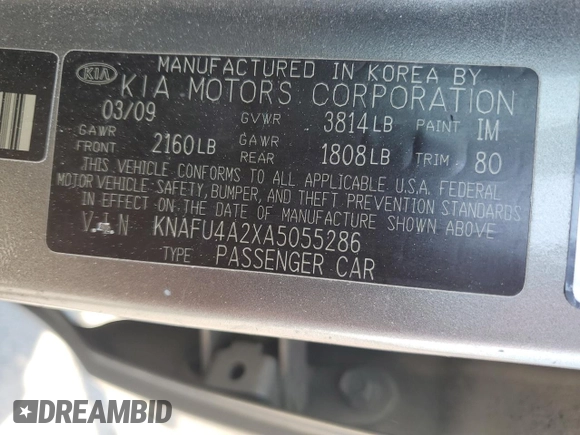 MANUFACTURED IN KOREA BY
KIA KIA MOTORS CORPORATION
03/09 GVWR 3814LB PAINT IM
GAWR FRONT 2160LB GAWR REAR 1808LB TRIM 80
THIS VEHICLE CONFORMS TO ALL APPLICABLE U.S.A. FEDERAL
MOTOR VEHICLE SAFETY, BUMPER, AND THEFT PREVENTION STANDARDS
IN EFFECT ON THE DATE OF MANUFACTURE SHOWN ABOVE.
V I N KNAFU4A2XA5055286
TYPE PASSENGER CAR
DREAMBID